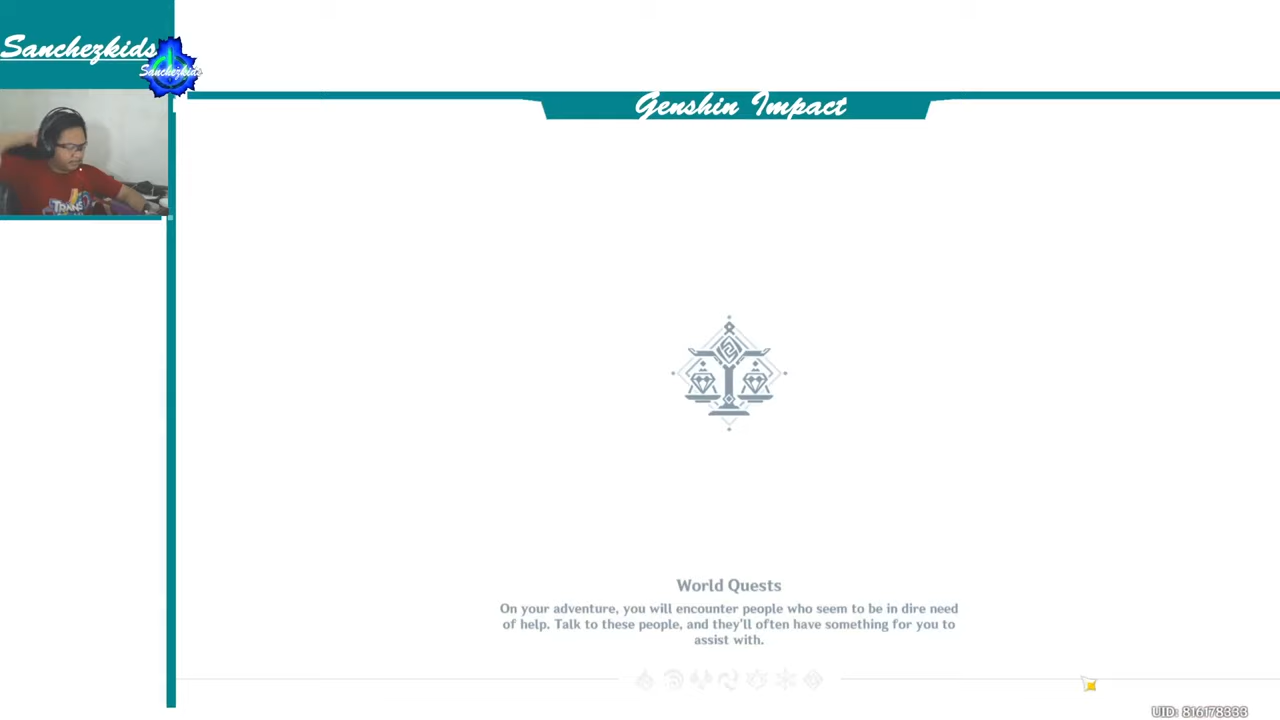 Sanchezkids
Sanchezkids
Genshin Impact
TRANS
World Quests
On your adventure, you will encounter people who seem to be in dire need
of help. Talk to these people, and they'll often have something for you to
assist with.
UID: 816178333